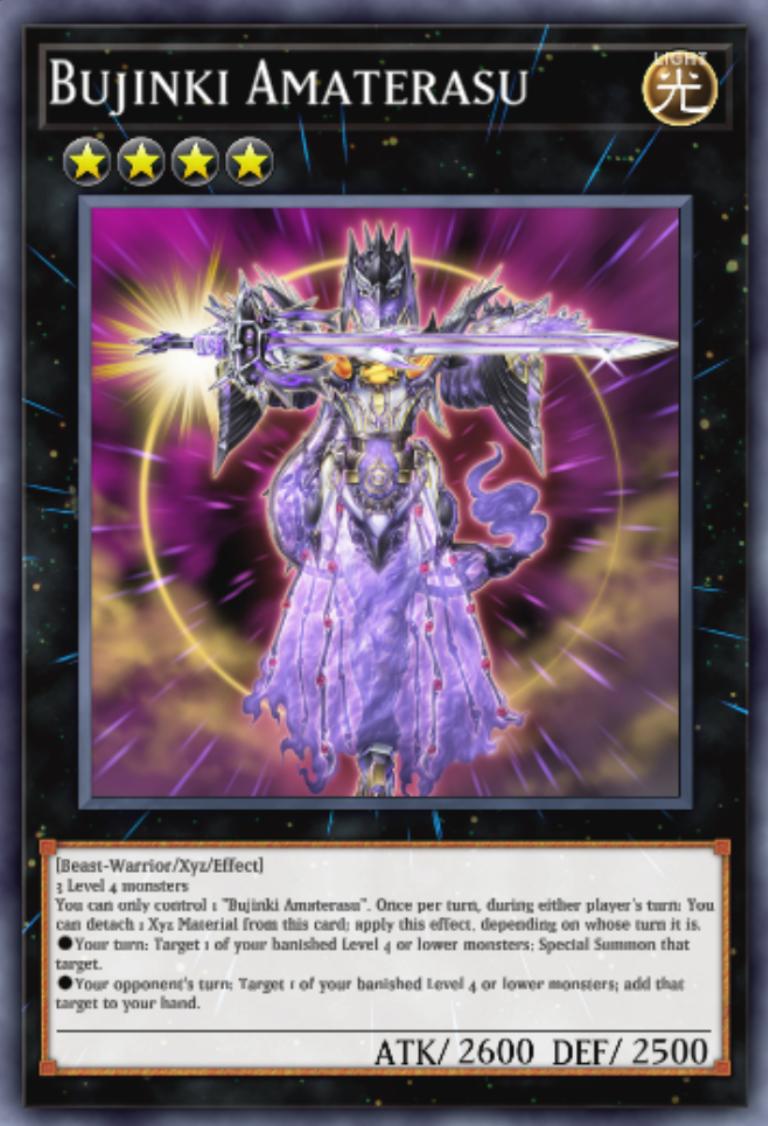 Bujinki Amaterasu
LIGHT
光
[Beast-Warrior/Xyz/Effect]
3 Level 4 monsters
You can only control 1 "Bujinki Amaterasu". Once per turn, during either player's turn: You
can detach 1 Xyz Material from this card; apply this effect, depending on whose turn it is.
●Your turn: Target 1 of your banished Level 4 or lower monsters; Special Summon that
target.
●Your opponent's turn: Target 1 of your banished Level 4 or lower monsters; add that
target to your hand.
ATK/ 2600 DEF/ 2500